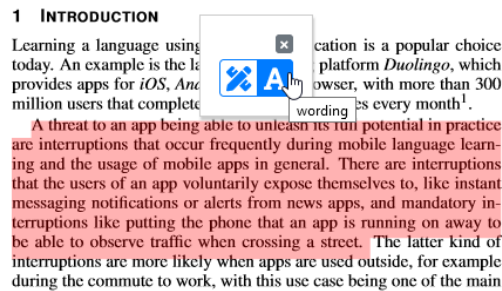 1 INTRODUCTION
Learning a language using cation is a popular choice
today. An example is the la platform Duolingo, which
provides apps for iOS, And owser, with more than 300
million users that complete es every month1.
A
wording
A threat to an app being able to unleash its full potential in practice
are interruptions that occur frequently during mobile language learn-
ing and the usage of mobile apps in general. There are interruptions
that the users of an app voluntarily expose themselves to, like instant
messaging notifications or alerts from news apps, and mandatory in-
terruptions like putting the phone that an app is running on away to
be able to observe traffic when crossing a street. The latter kind of
interruptions are more likely when apps are used outside, for example
during the commute to work, with this use case being one of the main